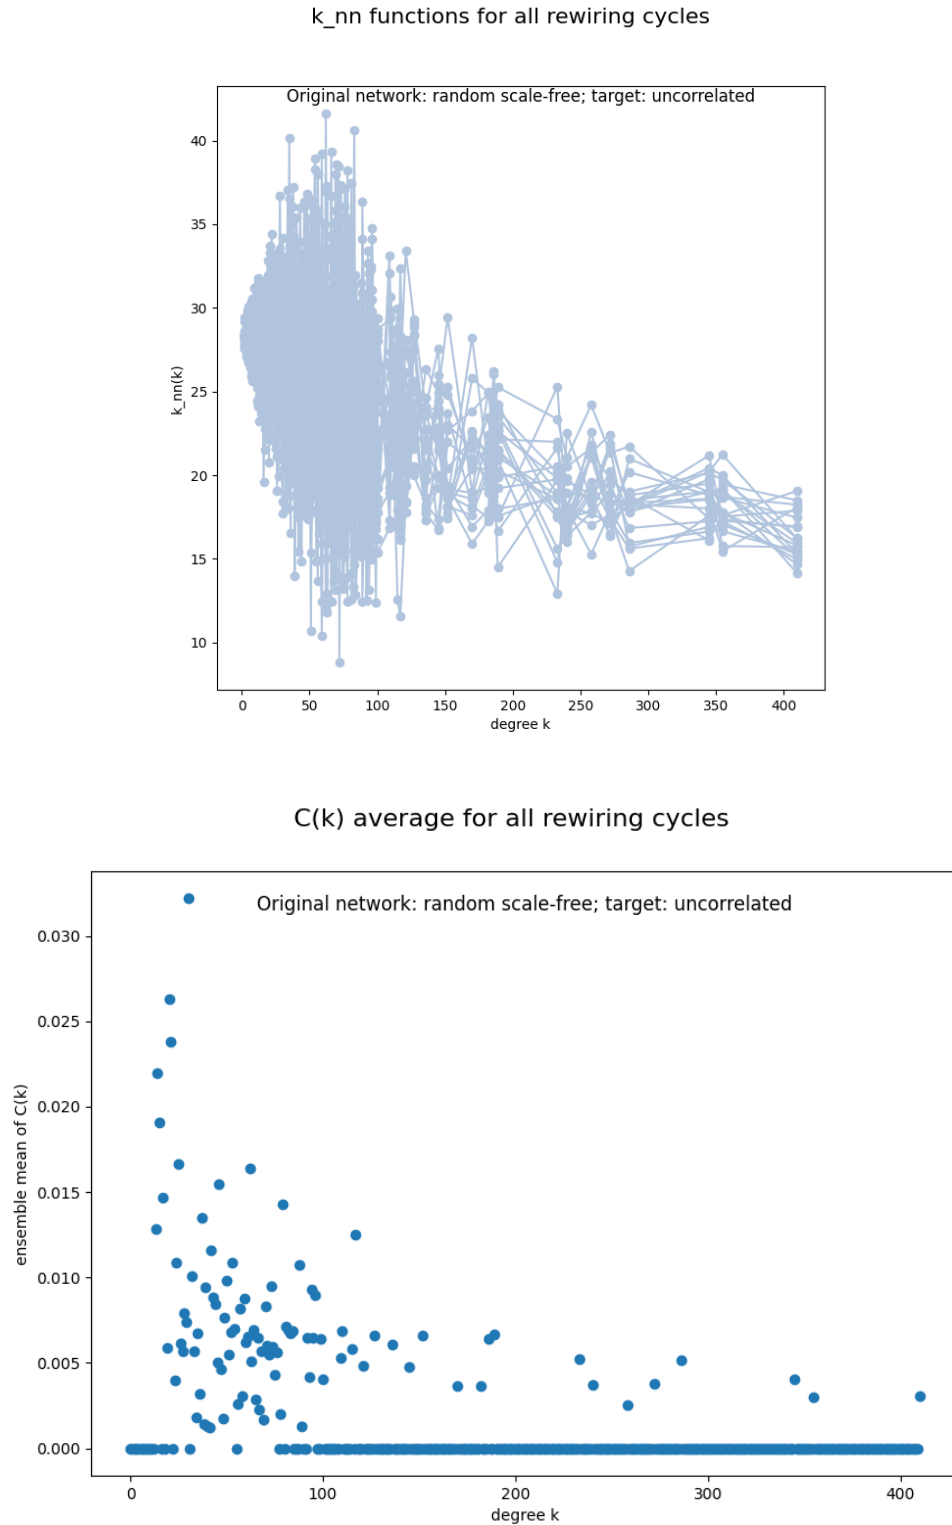 k_nn functions for all rewiring cycles
Original network: random scale-free; target: uncorrelated
40
35
30
25
20
15
10
k_nn(k)
0 50 100 150 200 250 300 350 400
degree k
C(k) average for all rewiring cycles
Original network: random scale-free; target: uncorrelated
0.030
0.025
0.020
0.015
0.010
0.005
0.000
ensemble mean of C(k)
0 100 200 300 400
degree k